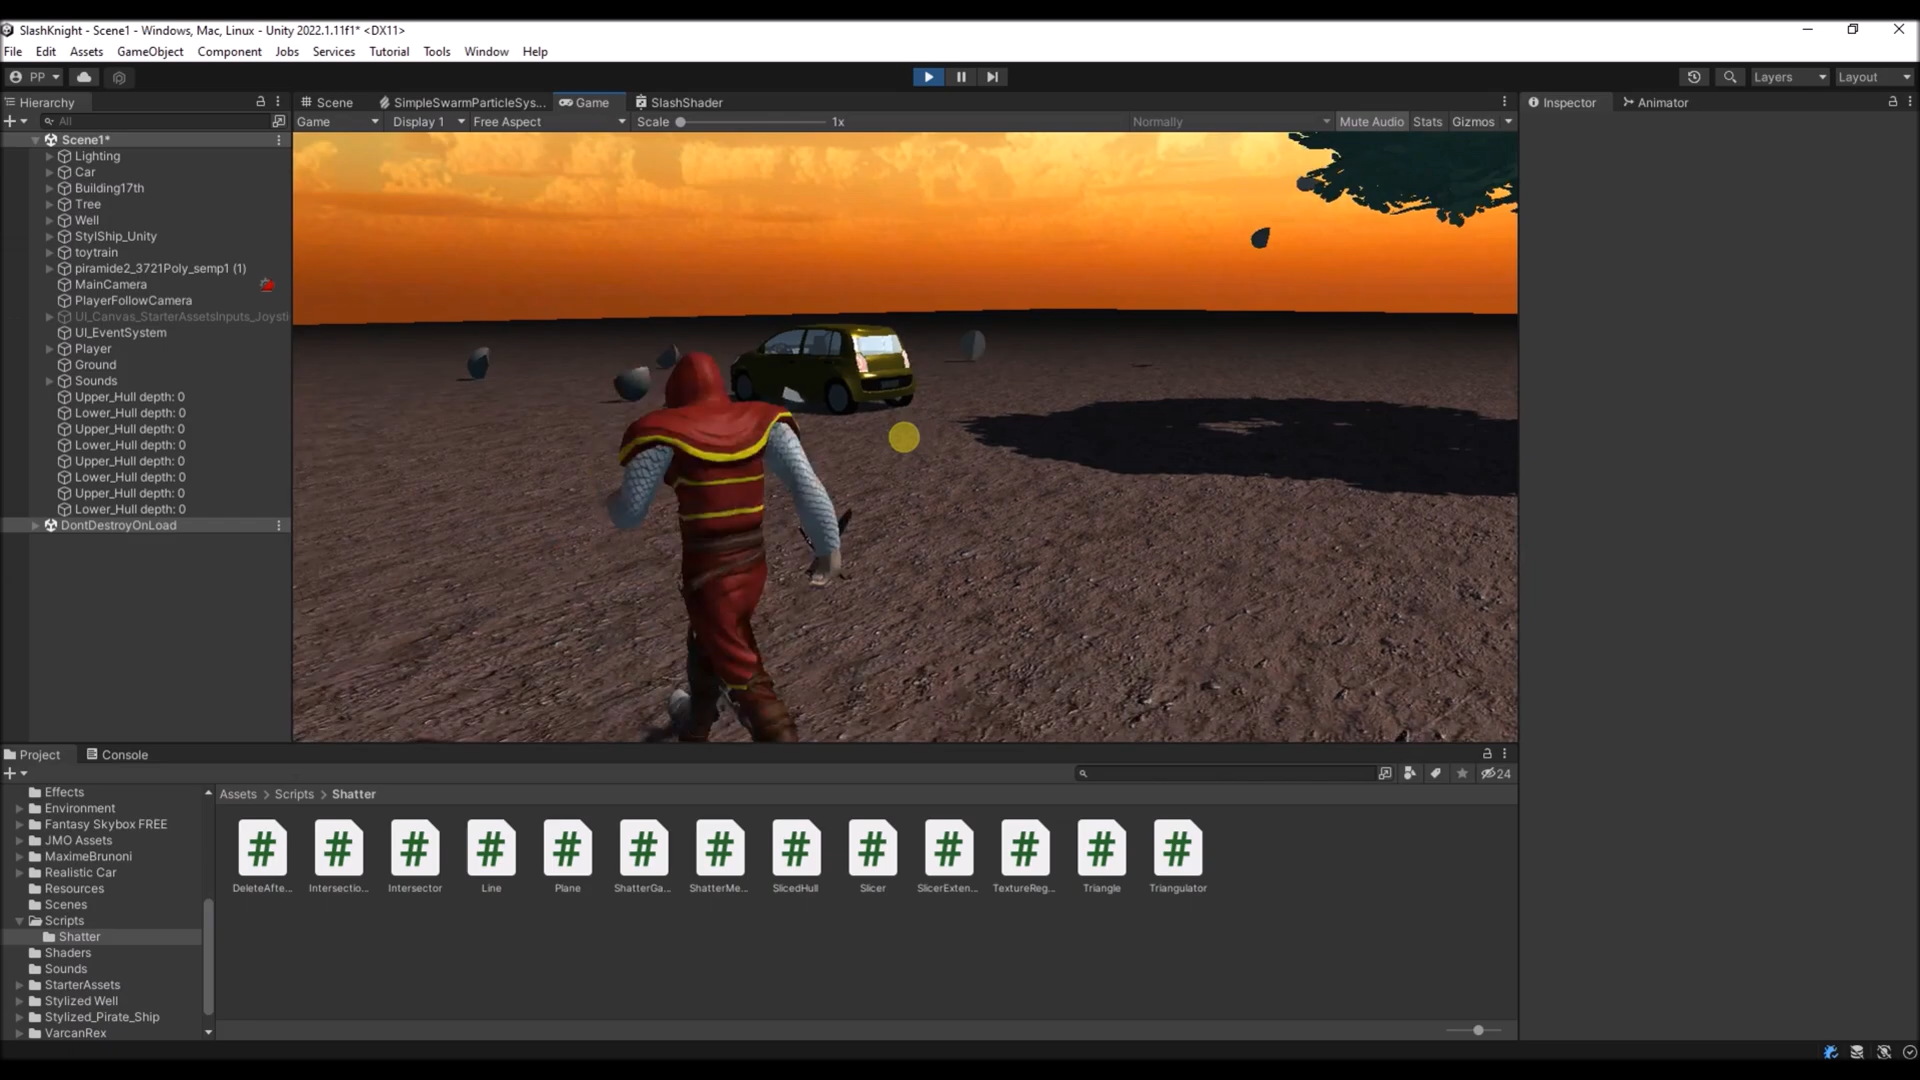 SlashKnight - Scene1 - Windows, Mac, Linux - Unity 2022.1.11f1* <DX11>
File Edit Assets GameObject Component Jobs Services Tutorial Tools Window Help
PP
Layers Layout
Hierarchy
Scene SimpleSwarmParticleSys... Game SlashShader
Inspector Animator
All
Game Display 1 Free Aspect Scale 1x Normally Mute Audio Stats Gizmos
Scene1*
Lighting
Car
Building17th
Tree
Well
StylShip_Unity
toytrain
piramide2_3721Poly_semp1 (1)
MainCamera
PlayerFollowCamera
UI_Canvas_StarterAssetsInputs_Joysti
UI_EventSystem
Player
Ground
Sounds
Upper_Hull depth: 0
Lower_Hull depth: 0
Upper_Hull depth: 0
Lower_Hull depth: 0
Upper_Hull depth: 0
Lower_Hull depth: 0
Upper_Hull depth: 0
Lower_Hull depth: 0
DontDestroyOnLoad
Project Console
24
Effects
Environment
Fantasy Skybox FREE
JMO Assets
MaximeBrunoni
Realistic Car
Resources
Scenes
Scripts
Shatter
Shaders
Sounds
StarterAssets
Stylized Well
Stylized_Pirate_Ship
VarcanRex
Assets > Scripts > Shatter
DeleteAfte... Intersectio... Intersector Line Plane ShatterGa... ShatterMe... SlicedHull Slicer SlicerExten... TextureReg... Triangle Triangulator